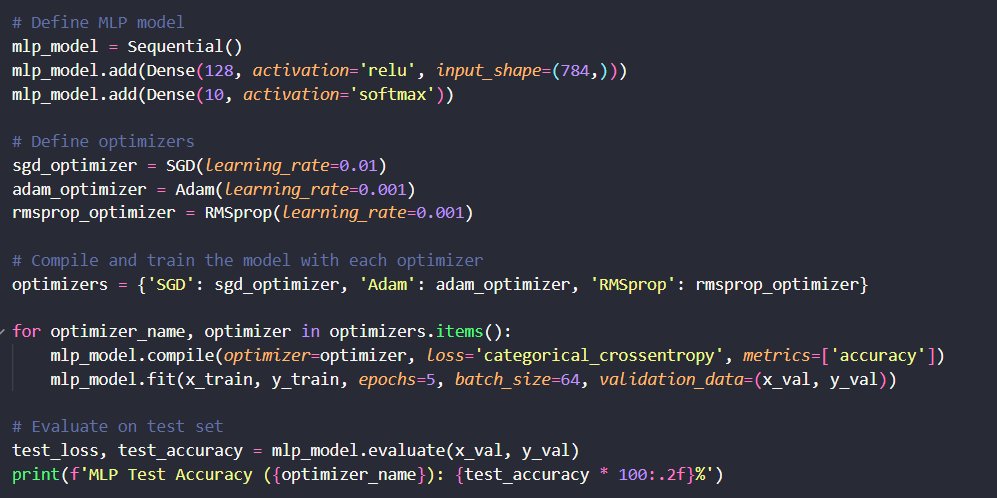 # Define MLP model
mlp_model = Sequential()
mlp_model.add(Dense(128, activation='relu', input_shape=(784,)))
mlp_model.add(Dense(10, activation='softmax'))
# Define optimizers
sgd_optimizer = SGD(learning_rate=0.01)
adam_optimizer = Adam(learning_rate=0.001)
rmsprop_optimizer = RMSprop(learning_rate=0.001)
# Compile and train the model with each optimizer
optimizers = {'SGD': sgd_optimizer, 'Adam': adam_optimizer, 'RMSprop': rmsprop_optimizer}
for optimizer_name, optimizer in optimizers.items():
    mlp_model.compile(optimizer=optimizer, loss='categorical_crossentropy', metrics=['accuracy'])
    mlp_model.fit(x_train, y_train, epochs=5, batch_size=64, validation_data=(x_val, y_val))
# Evaluate on test set
test_loss, test_accuracy = mlp_model.evaluate(x_val, y_val)
print(f'MLP Test Accuracy ({optimizer_name}): {test_accuracy * 100:.2f}%')